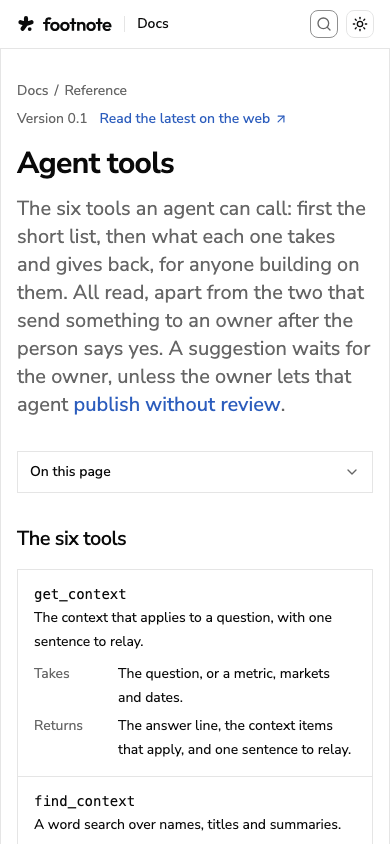 footnote Docs
Docs / Reference
Version 0.1 Read the latest on the web ↗
Agent tools
The six tools an agent can call: first the
short list, then what each one takes
and gives back, for anyone building on
them. All read, apart from the two that
send something to an owner after the
person says yes. A suggestion waits for
the owner, unless the owner lets that
agent publish without review.
On this page
The six tools
get_context
The context that applies to a question, with one
sentence to relay.
Takes The question, or a metric, markets
and dates.
Returns The answer line, the context items
that apply, and one sentence to relay.
find_context
A word search over names, titles and summaries.